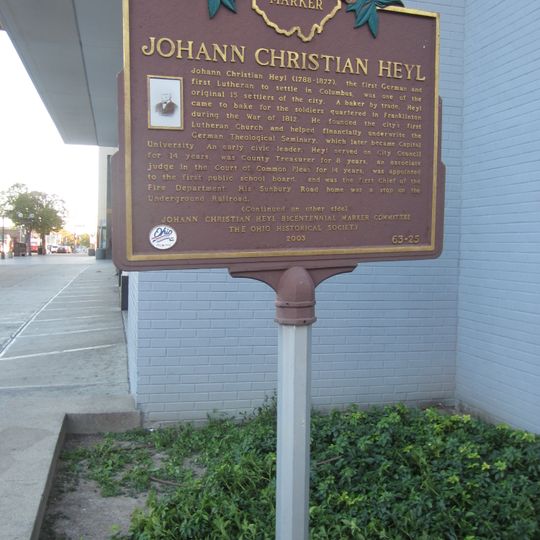 MARKER
JOHANN CHRISTIAN HEYL
Johann Christian Heyl (1788-1877), the first German and
first Lutheran to settle in Columbus, was one of the
original 15 settlers of the city. A baker by trade, Heyl
came to bake for the soldiers quartered in Franklinton
during the War of 1812. He founded the city's first
Lutheran Church and helped financially underwrite the
German Theological Seminary, which later became Capital
University. An early civic leader, Heyl served on City Council
for 14 years, was County Treasurer for 8 years, an associate
judge in the Court of Common Pleas for 14 years, was appointed
to the first public school board, and was the first Chief of the
Fire Department. His Sunbury Road home was a stop on the
Underground Railroad.
(Continued on other side)
JOHANN CHRISTIAN HEYL BICENTENNIAL MARKER COMMITTEE
THE OHIO HISTORICAL SOCIETY
2003
63-25
Ohio